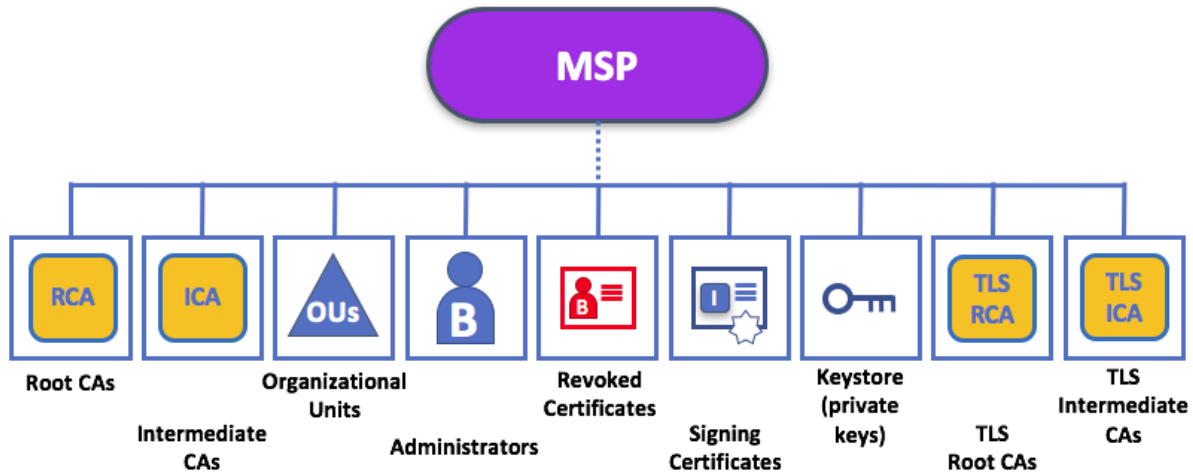 MSP
RCA
ICA
OUs
B
B
I
TLS
RCA
TLS
ICA
Root CAs
Intermediate
CAs
Organizational
Units
Administrators
Revoked
Certificates
Signing
Certificates
Keystore
(private
keys)
TLS
Root CAs
TLS
Intermediate
CAs